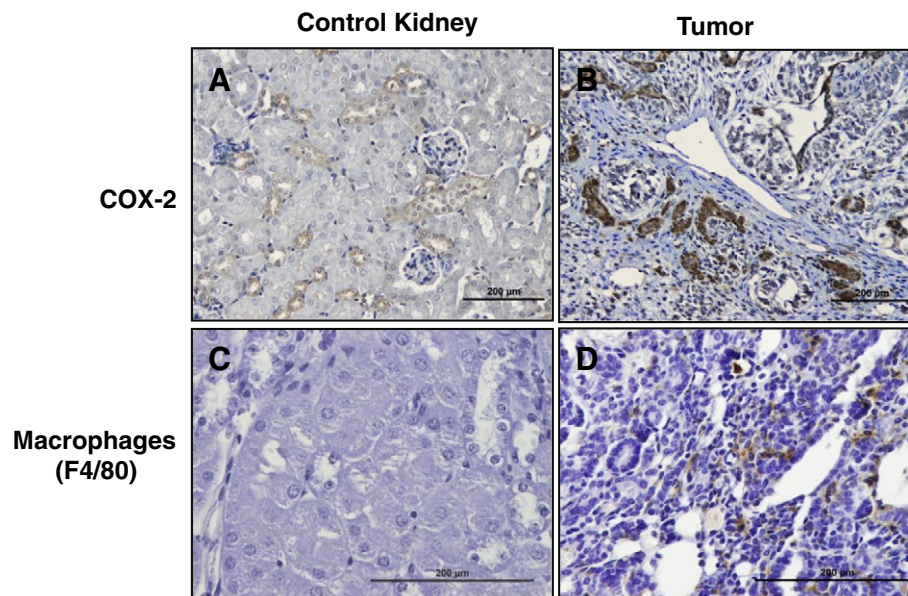 Control Kidney
Tumor
A
B
COX-2
200 µm
200 µm
C
D
Macrophages
(F4/80)
200 µm
200 µm